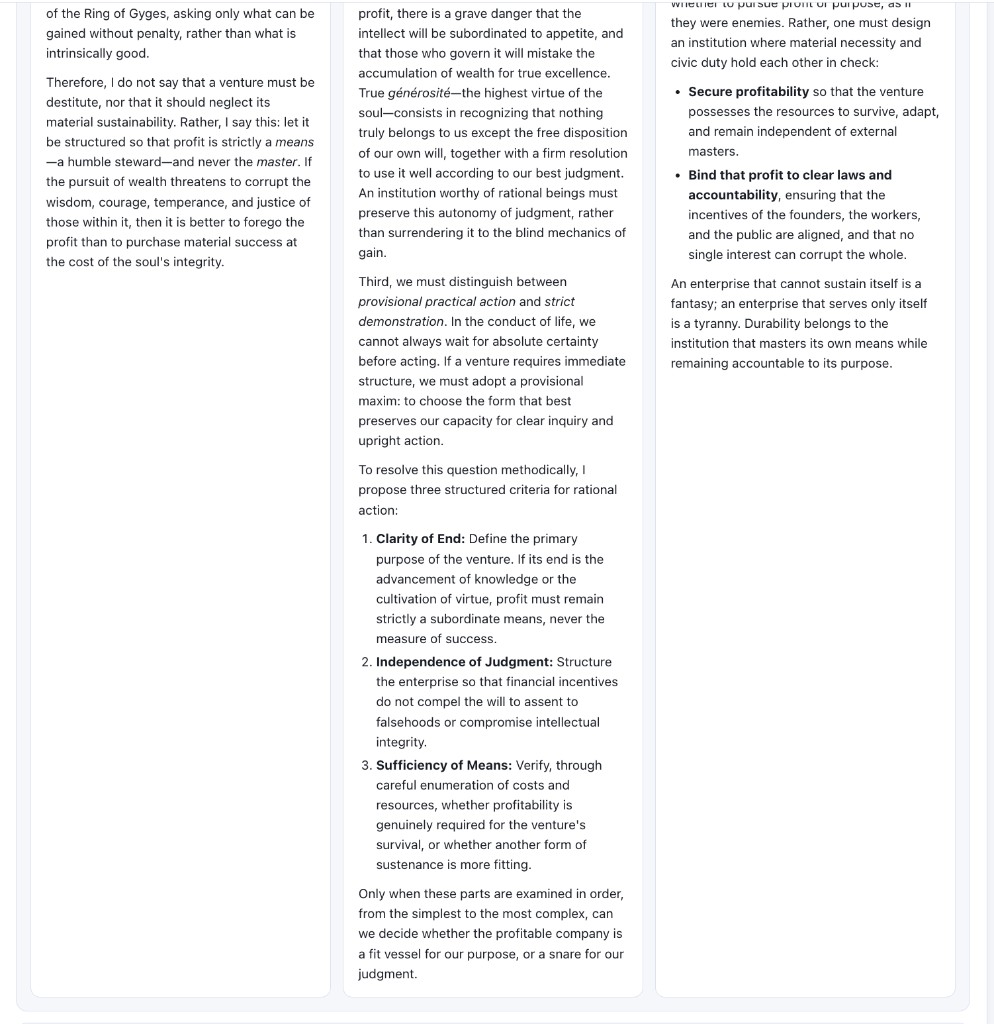 of the Ring of Gyges, asking only what can be
gained without penalty, rather than what is
intrinsically good.
Therefore, I do not say that a venture must be
destitute, nor that it should neglect its
material sustainability. Rather, I say this: let it
be structured so that profit is strictly a means
—a humble steward—and never the master. If
the pursuit of wealth threatens to corrupt the
wisdom, courage, temperance, and justice of
those within it, then it is better to forego the
profit than to purchase material success at
the cost of the soul's integrity.
profit, there is a grave danger that the
intellect will be subordinated to appetite, and
that those who govern it will mistake the
accumulation of wealth for true excellence.
True générosité—the highest virtue of the
soul—consists in recognizing that nothing
truly belongs to us except the free disposition
of our own will, together with a firm resolution
to use it well according to our best judgment.
An institution worthy of rational beings must
preserve this autonomy of judgment, rather
than surrendering it to the blind mechanics of
gain.
Third, we must distinguish between
provisional practical action and strict
demonstration. In the conduct of life, we
cannot always wait for absolute certainty
before acting. If a venture requires immediate
structure, we must adopt a provisional
maxim: to choose the form that best
preserves our capacity for clear inquiry and
upright action.
To resolve this question methodically, I
propose three structured criteria for rational
action:
1. Clarity of End: Define the primary
purpose of the venture. If its end is the
advancement of knowledge or the
cultivation of virtue, profit must remain
strictly a subordinate means, never the
measure of success.
2. Independence of Judgment: Structure
the enterprise so that financial incentives
do not compel the will to assent to
falsehoods or compromise intellectual
integrity.
3. Sufficiency of Means: Verify, through
careful enumeration of costs and
resources, whether profitability is
genuinely required for the venture's
survival, or whether another form of
sustenance is more fitting.
Only when these parts are examined in order,
from the simplest to the most complex, can
we decide whether the profitable company is
a fit vessel for our purpose, or a snare for our
judgment.
whether to pursue profit or purpose, as if
they were enemies. Rather, one must design
an institution where material necessity and
civic duty hold each other in check:
• Secure profitability so that the venture
possesses the resources to survive, adapt,
and remain independent of external
masters.
• Bind that profit to clear laws and
accountability, ensuring that the
incentives of the founders, the workers,
and the public are aligned, and that no
single interest can corrupt the whole.
An enterprise that cannot sustain itself is a
fantasy; an enterprise that serves only itself
is a tyranny. Durability belongs to the
institution that masters its own means while
remaining accountable to its purpose.